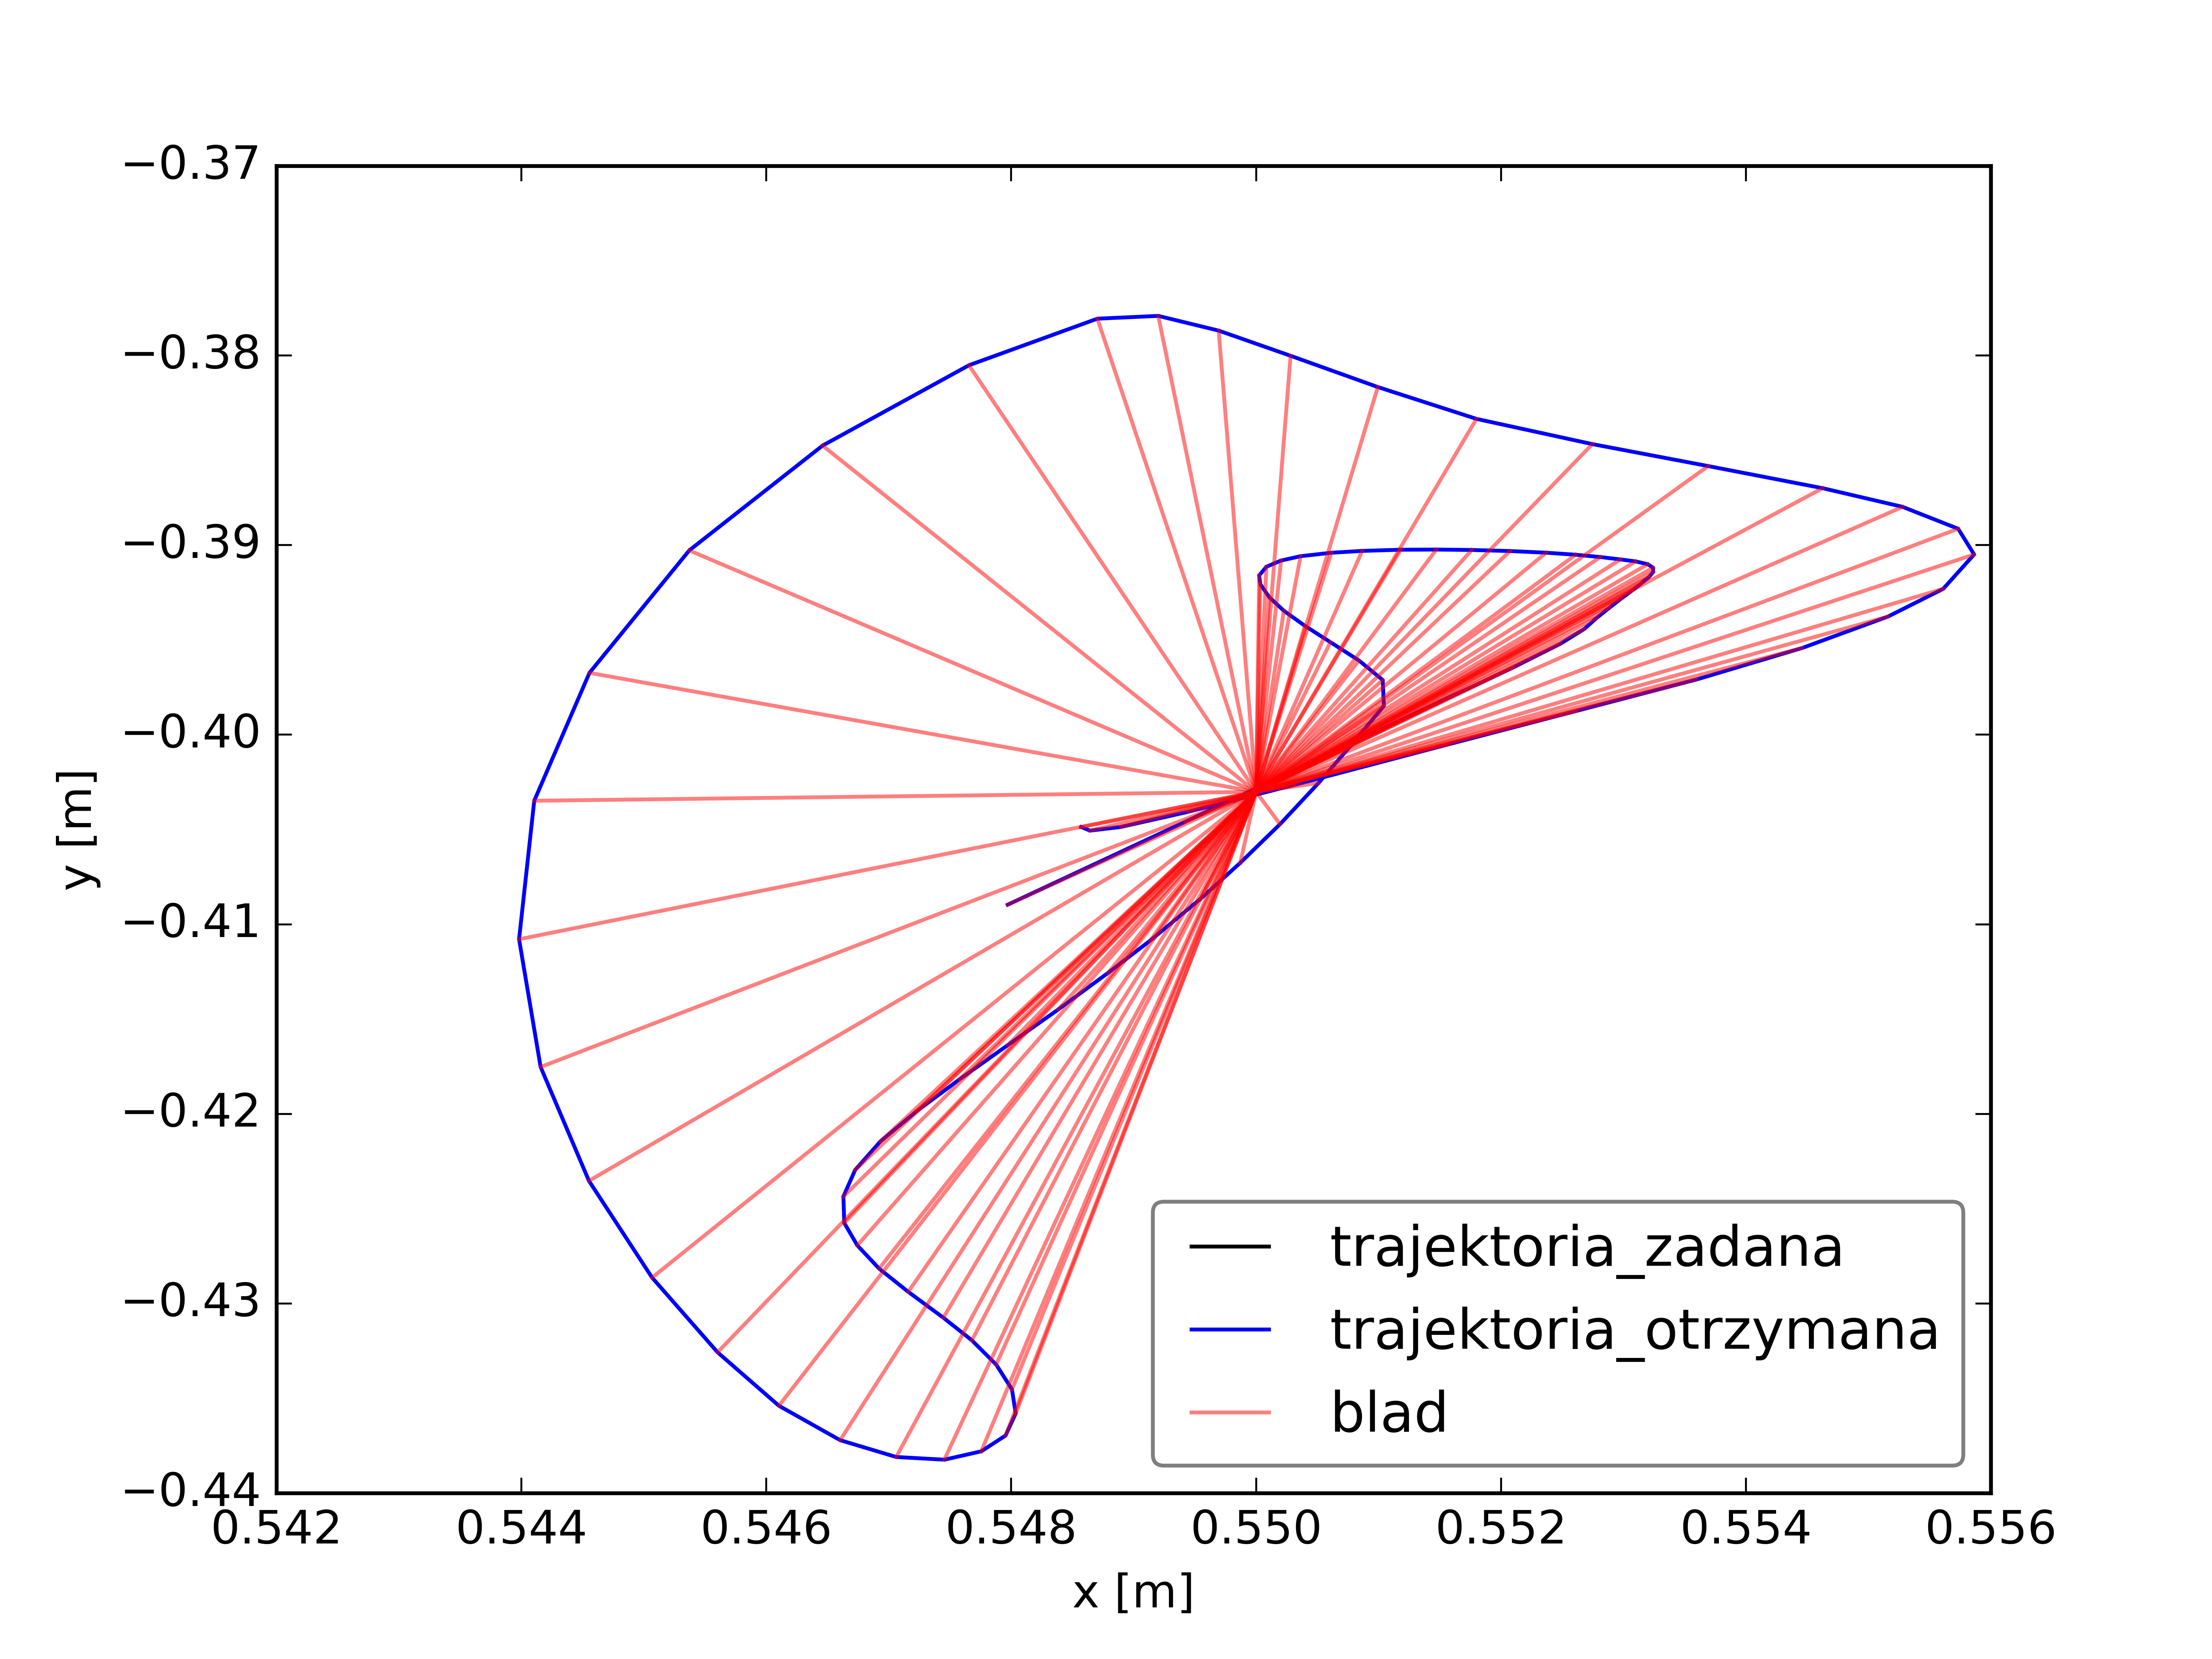 −0.37
−0.38
−0.39
−0.40
−0.41
−0.42
−0.43
−0.44
y [m]
trajektoria_zadana
trajektoria_otrzymana
blad
0.542 0.544 0.546 0.548 0.550 0.552 0.554 0.556
x [m]